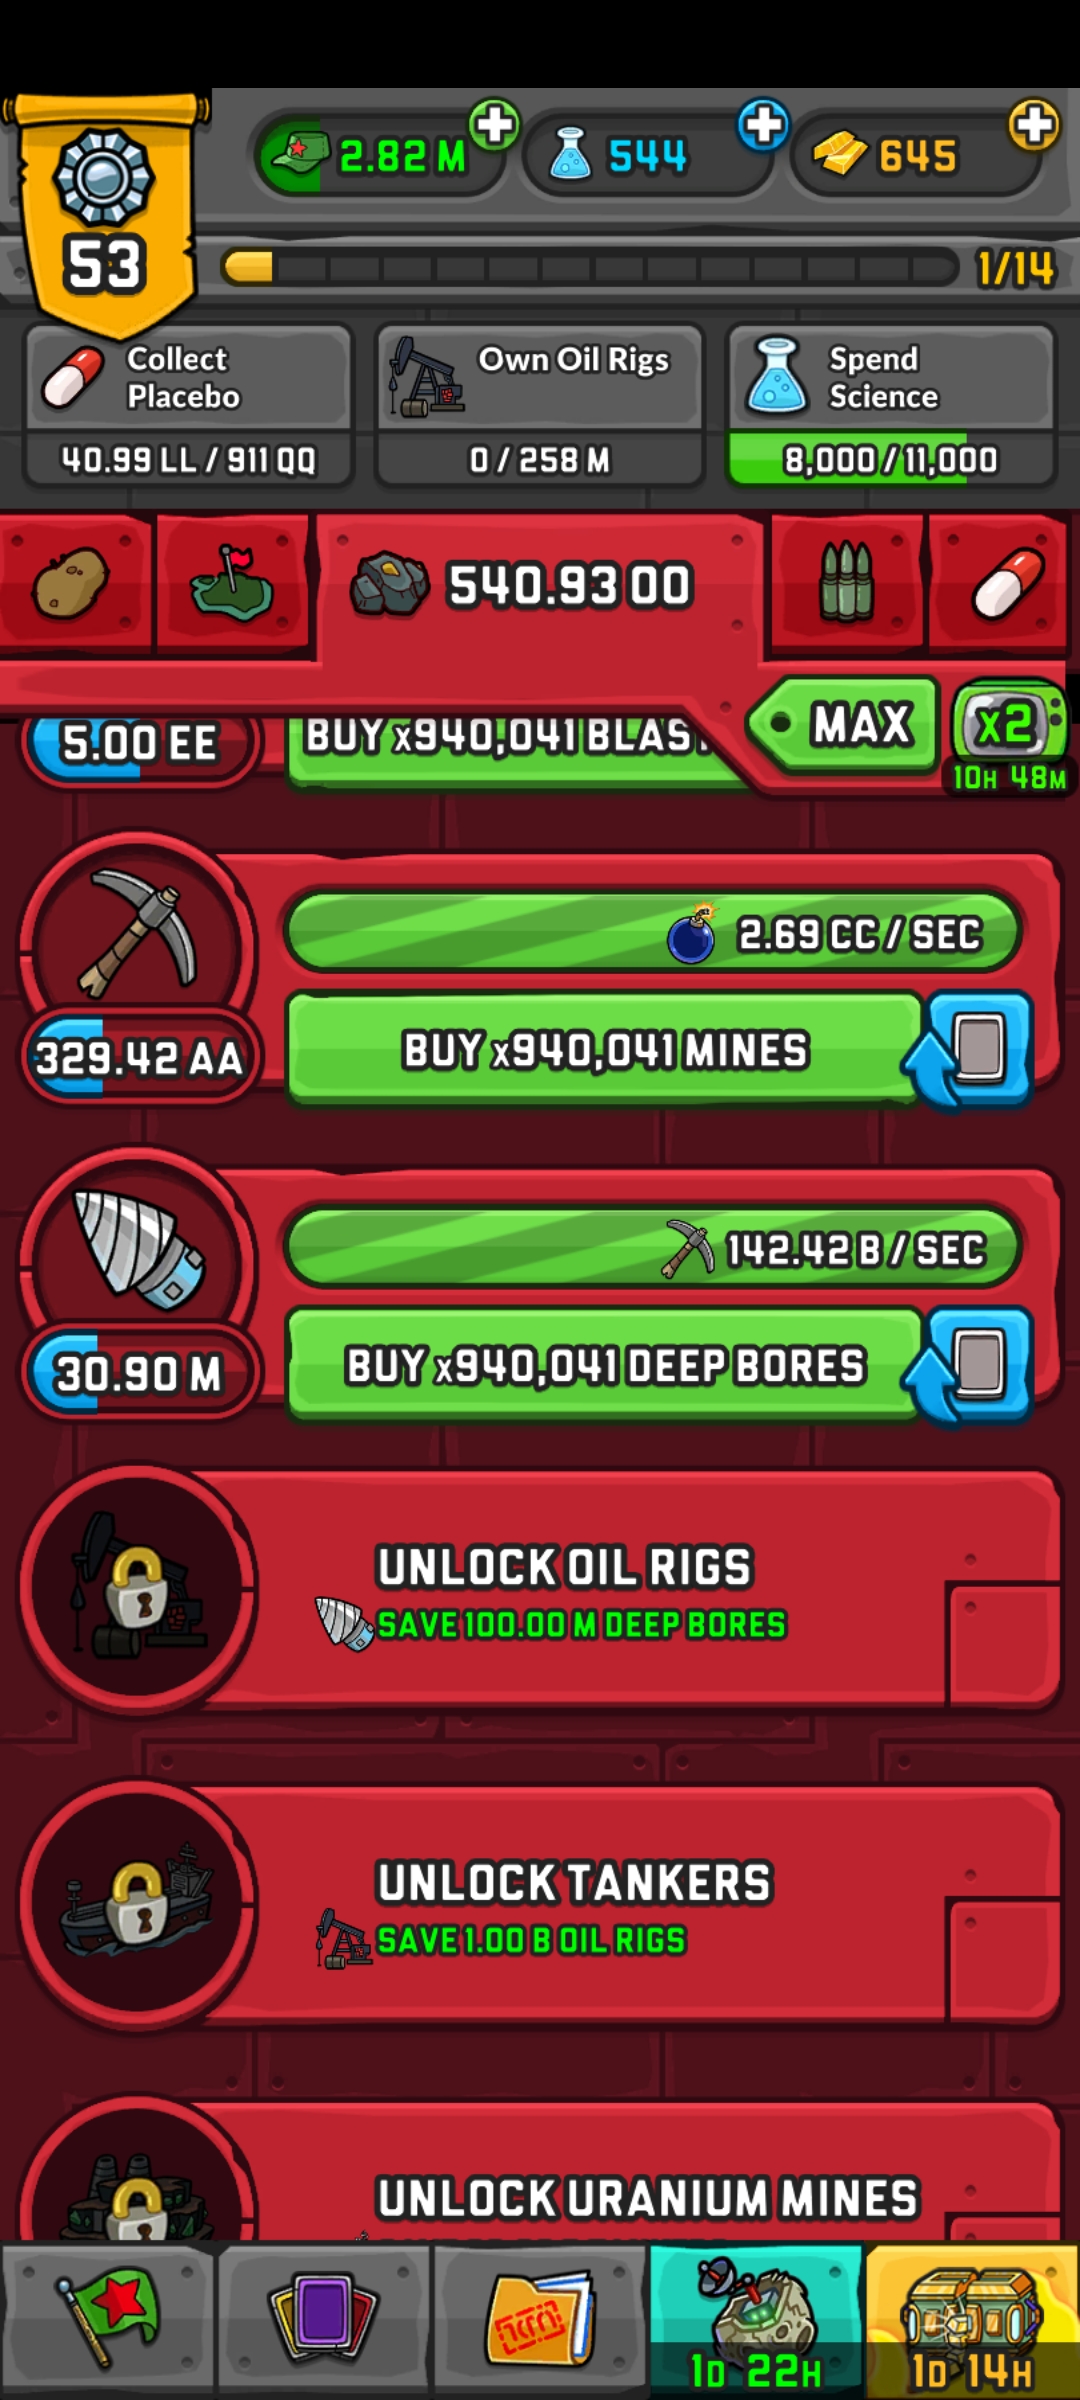 2.82 M
544
645
53
1/14
Collect
Placebo
40.99 LL / 911 QQ
Own Oil Rigs
0 / 258 M
Spend
Science
8,000 / 11,000
540.93 OO
MAX
x2
10H 48M
5.00 EE
BUY x940,041 BLAS
2.69 CC / SEC
329.42 AA
BUY x940,041 MINES
142.42 B / SEC
30.90 M
BUY x940,041 DEEP BORES
UNLOCK OIL RIGS
SAVE 100.00 M DEEP BORES
UNLOCK TANKERS
SAVE 1.00 B OIL RIGS
UNLOCK URANIUM MINES
1D 22H
1D 14H